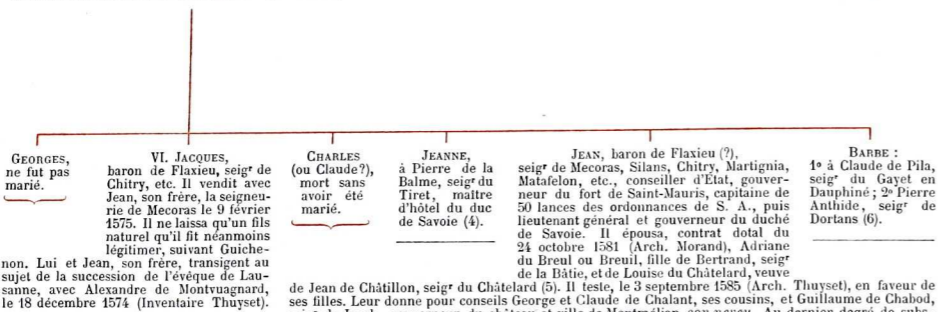 GEORGES,
ne fut pas
marié.
VI. JACQUES,
baron de Flaxieu, seigʳ de
Chitry, etc. Il vendit avec
Jean, son frère, la seigneu-
rie de Mecoras le 9 février
1575. Il ne laissa qu'un fils
naturel qu'il fit néanmoins
légitimer, suivant Guiche-
non. Lui et Jean, son frère, transigent au
sujet de la succession de l'évêque de Lau-
sanne, avec Alexandre de Montvuagnard,
le 18 décembre 1574 (Inventaire Thuyset).
CHARLES
(ou Claude?),
mort sans
avoir été
marié.
JEANNE,
à Pierre de la
Balme, seigʳ du
Tiret, maître
d'hôtel du duc
de Savoie (4).
JEAN, baron de Flaxieu (?),
seigʳ de Mecoras, Silans, Chitry, Martignia,
Matafelon, etc., conseiller d'État, gouver-
neur du fort de Saint-Mauris, capitaine de
50 lances des ordonnances de S. A., puis
lieutenant général et gouverneur du duché
de Savoie. Il épousa, contrat dotal du
24 octobre 1581 (Arch. Morand), Adriane
du Breul ou Breuil, fille de Bertrand, seigʳ
de la Bâtie, et de Louise du Châtelard, veuve
de Jean de Châtillon, seigʳ du Châtelard (5). Il teste, le 3 septembre 1585 (Arch. Thuyset), en faveur de
ses filles. Leur donne pour conseils George et Claude de Chalant, ses cousins, et Guillaume de Chabod,
BARBE :
1º à Claude de Pila,
seigʳ du Gayet en
Dauphiné ; 2º Pierre
Anthide, seigʳ de
Dortans (6).